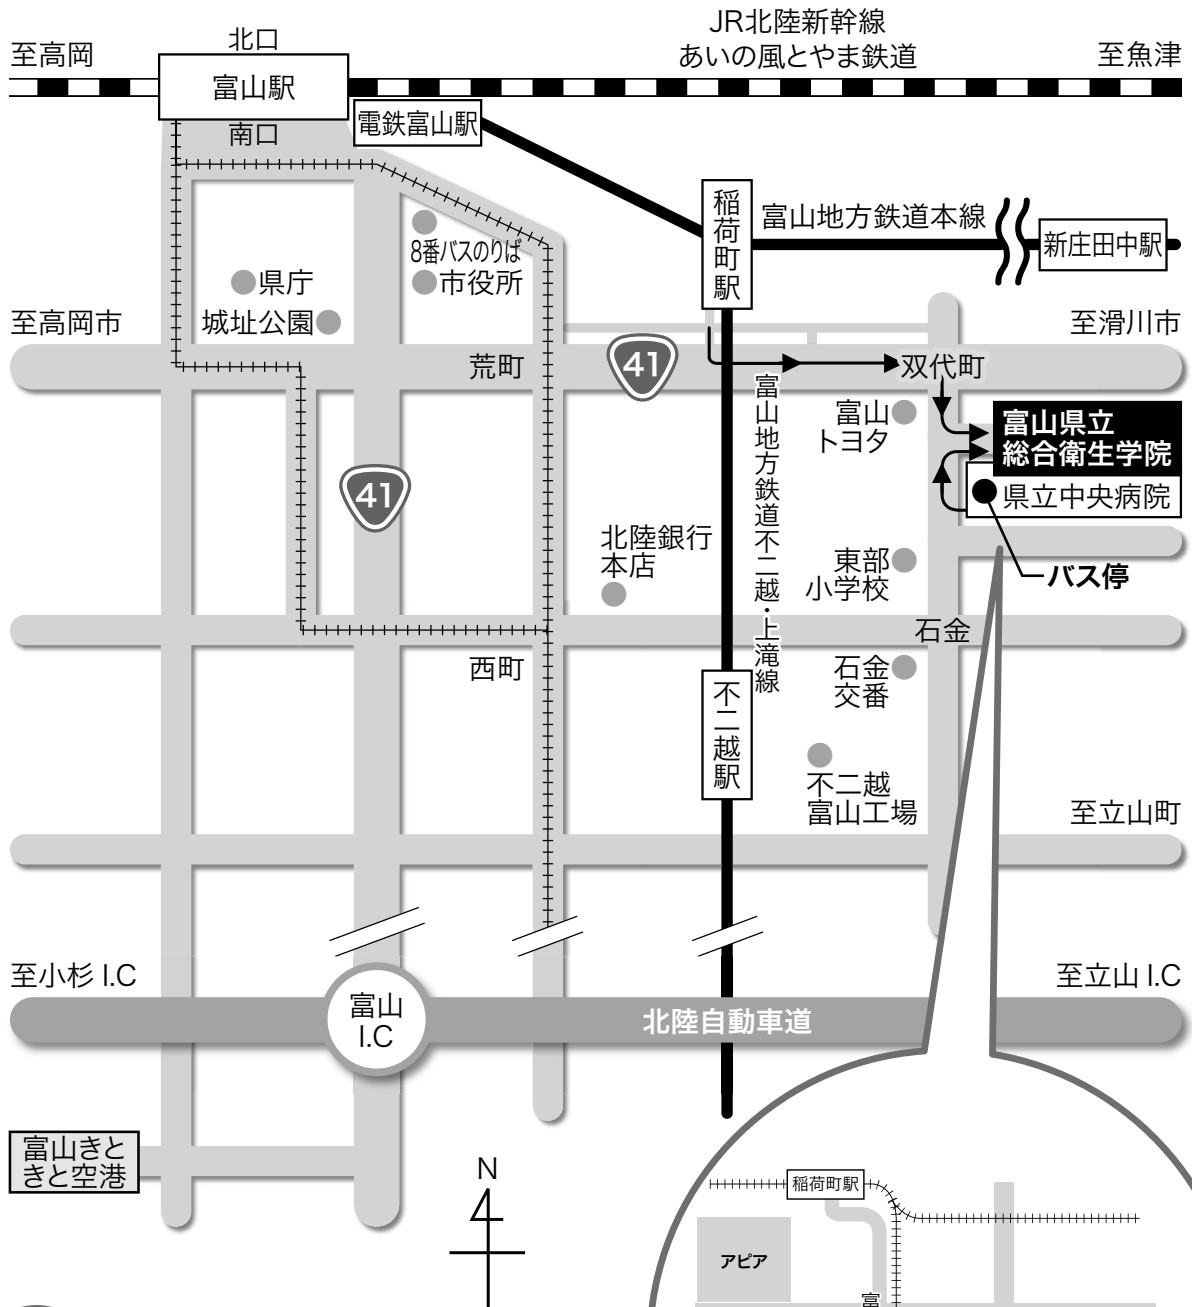 JR北陸新幹線
あいの風とやま鉄道
至高岡
北口
至魚津
富山駅
南口
電鉄富山駅
稲荷町駅
富山地方鉄道本線
新庄田中駅
8番バスのりば
県庁
市役所
城址公園
至高岡市
至滑川市
荒町
41
双代町
富山地方鉄道不二越・上滝線
富山
トヨタ
富山県立
総合衛生学院
県立中央病院
41
北陸銀行
本店
東部
小学校
バス停
石金
西町
石金
交番
不二越駅
不二越
富山工場
至立山町
至小杉 I.C
至立山 I.C
富山
I.C
北陸自動車道
富山きと
きと空港
N
稲荷町駅
アピア
富